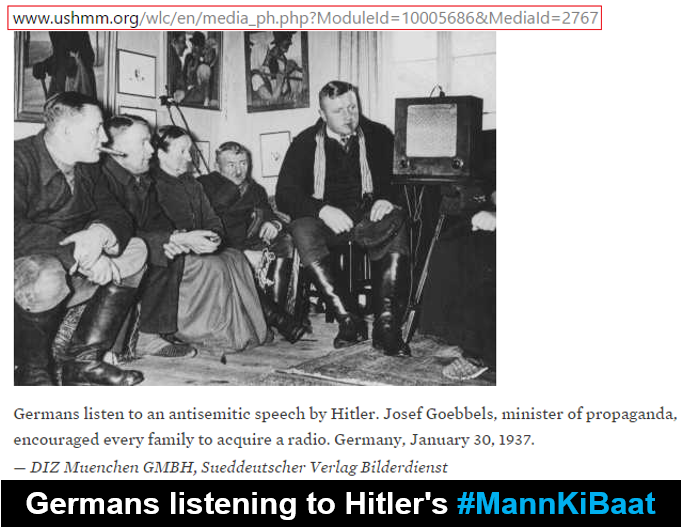 www.ushmm.org/wlc/en/media_ph.php?ModuleId=10005686&MediaId=2767
Germans listen to an antisemitic speech by Hitler. Josef Goebbels, minister of propaganda,
encouraged every family to acquire a radio. Germany, January 30, 1937.
— DIZ Muenchen GMBH, Sueddeutscher Verlag Bilderdienst
Germans listening to Hitler's #MannKiBaat